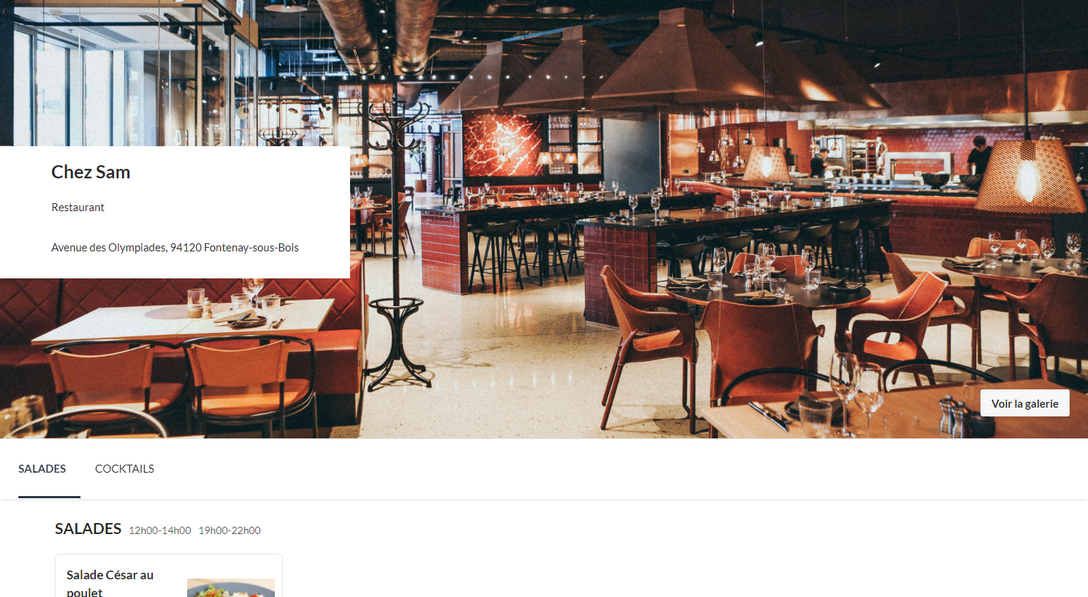 Chez Sam
Restaurant
Avenue des Olympiades, 94120 Fontenay-sous-Bois
Voir la galerie
SALADES COCKTAILS
SALADES 12h00-14h00 19h00-22h00
Salade César au
poulet